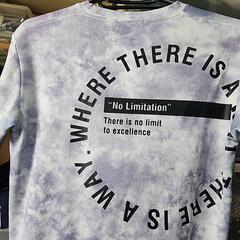 WHERE THERE IS A
THERE IS A WAY.
"No Limitation"
There is no limit
to excellence